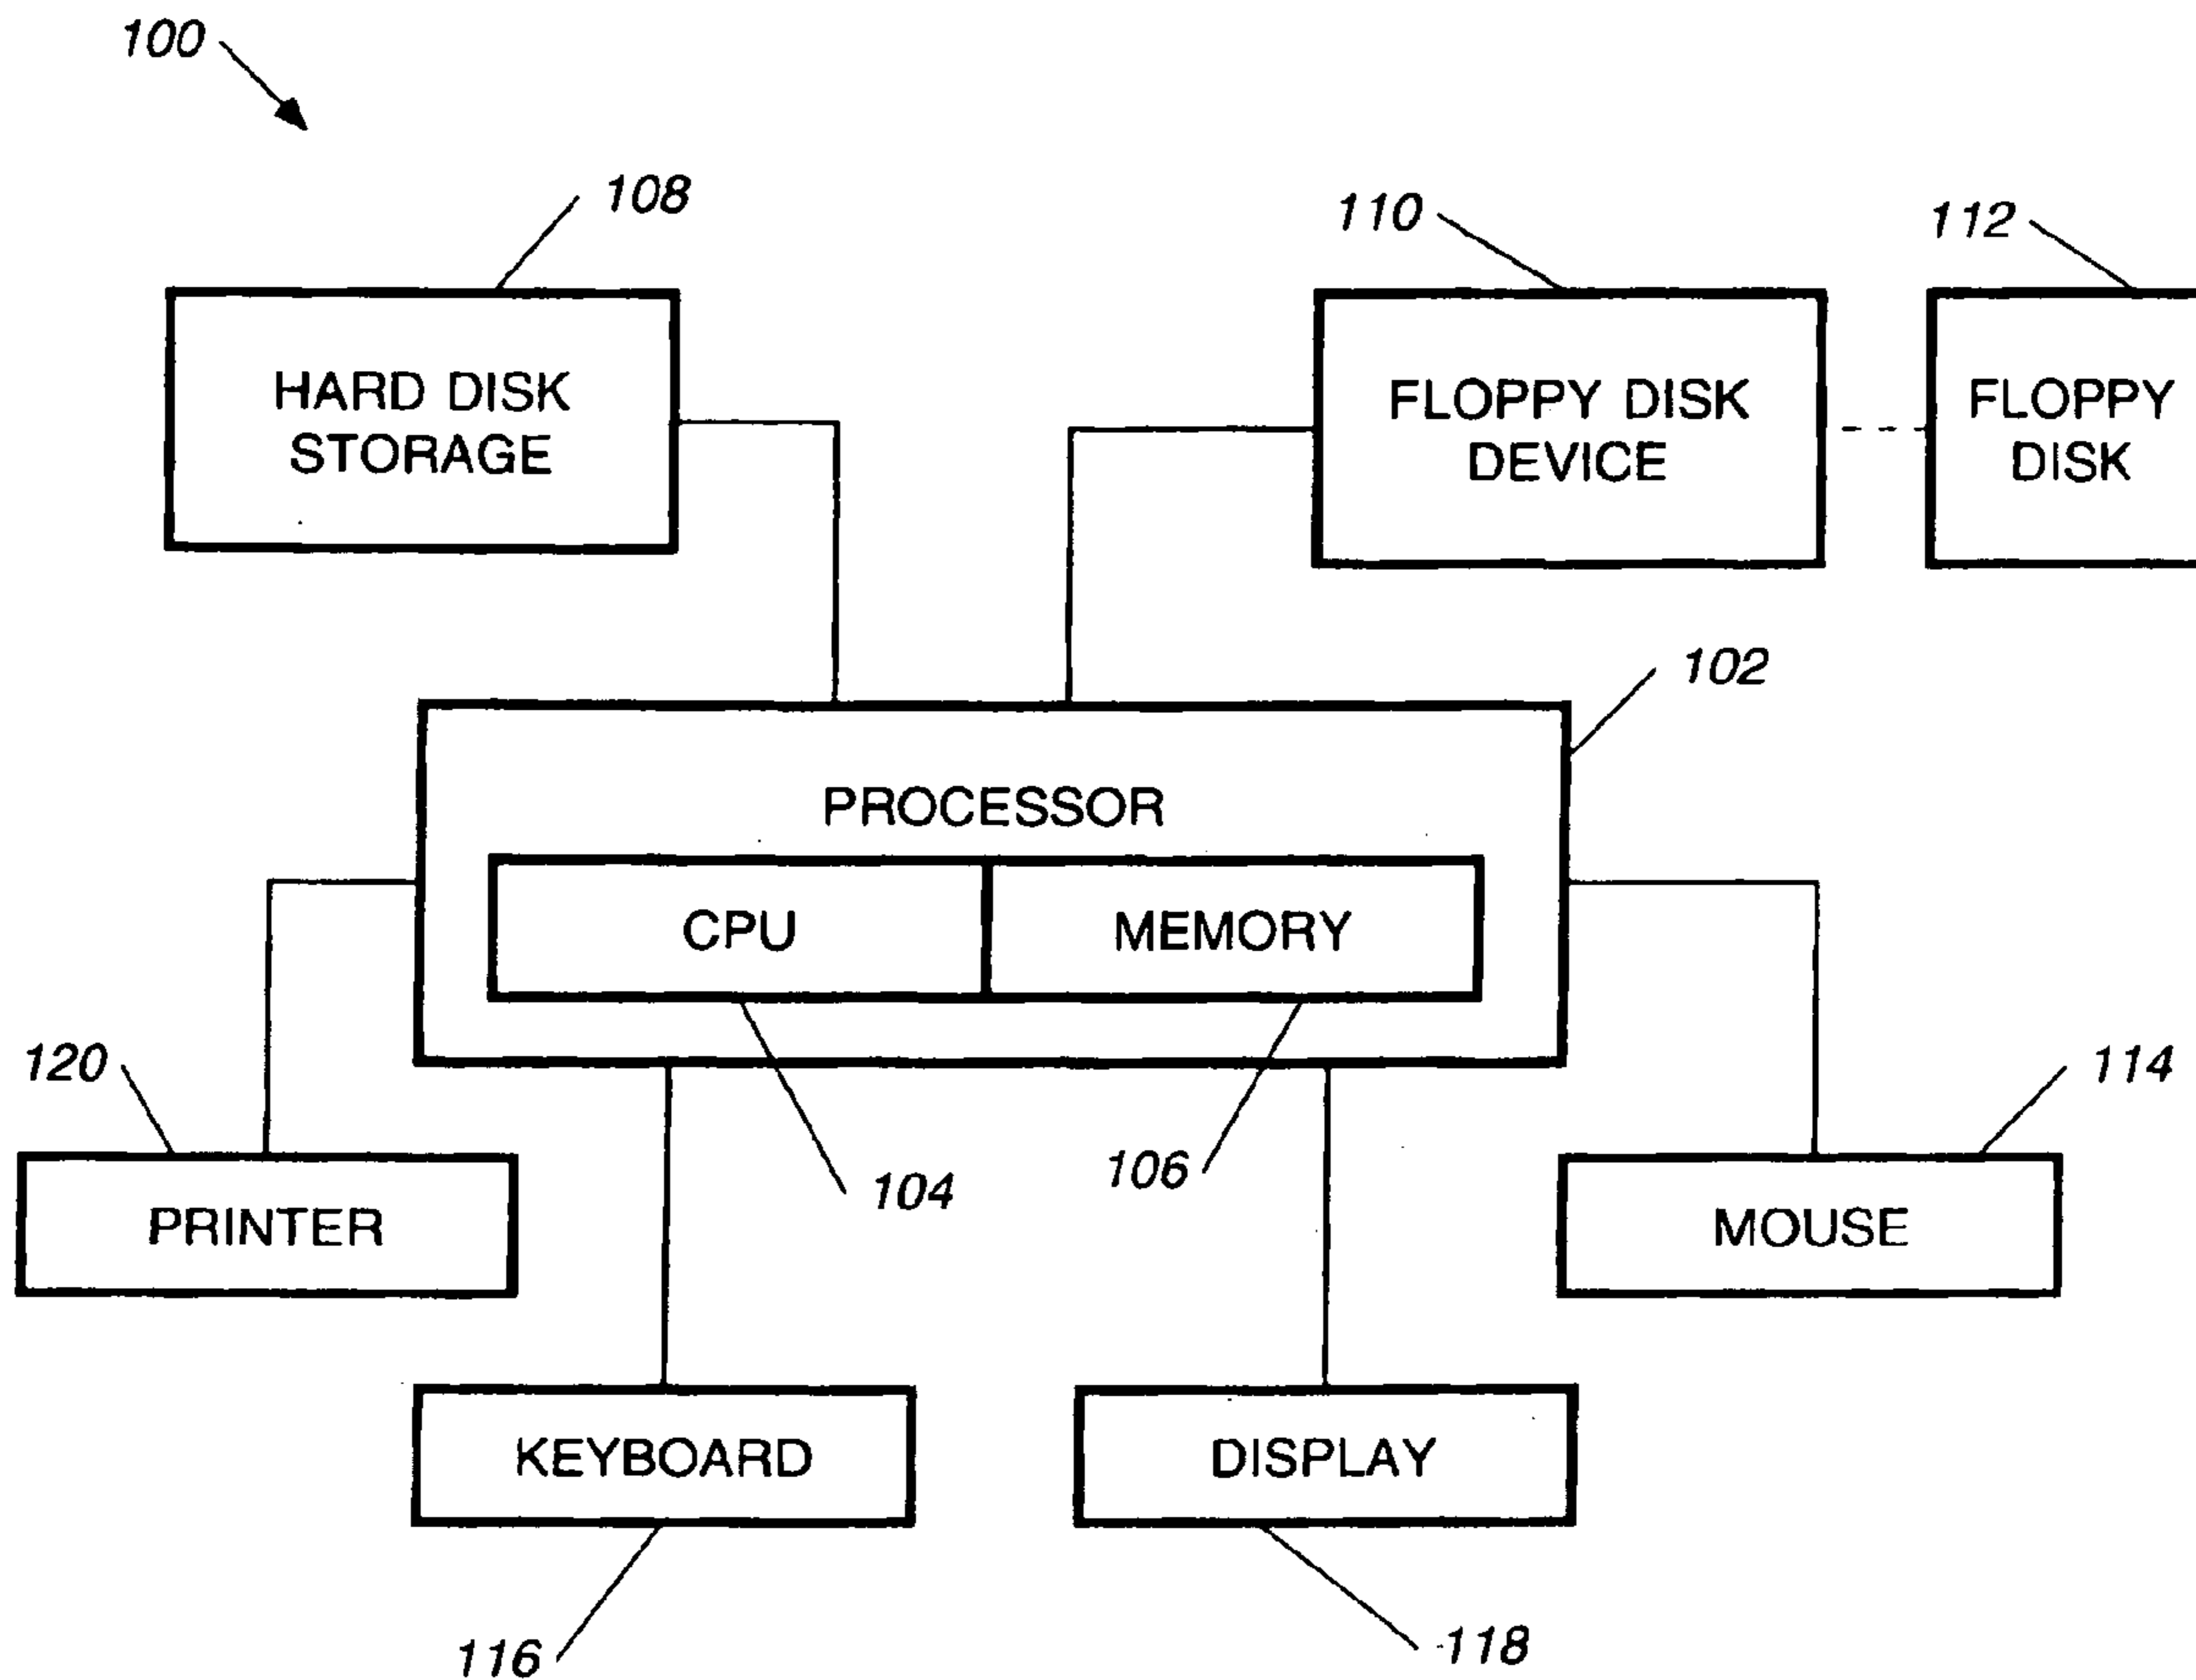 100
108
110
112
HARD DISK
STORAGE
FLOPPY DISK
DEVICE
FLOPPY
DISK
102
PROCESSOR
CPU
MEMORY
120
114
104
106
PRINTER
MOUSE
KEYBOARD
DISPLAY
116
118